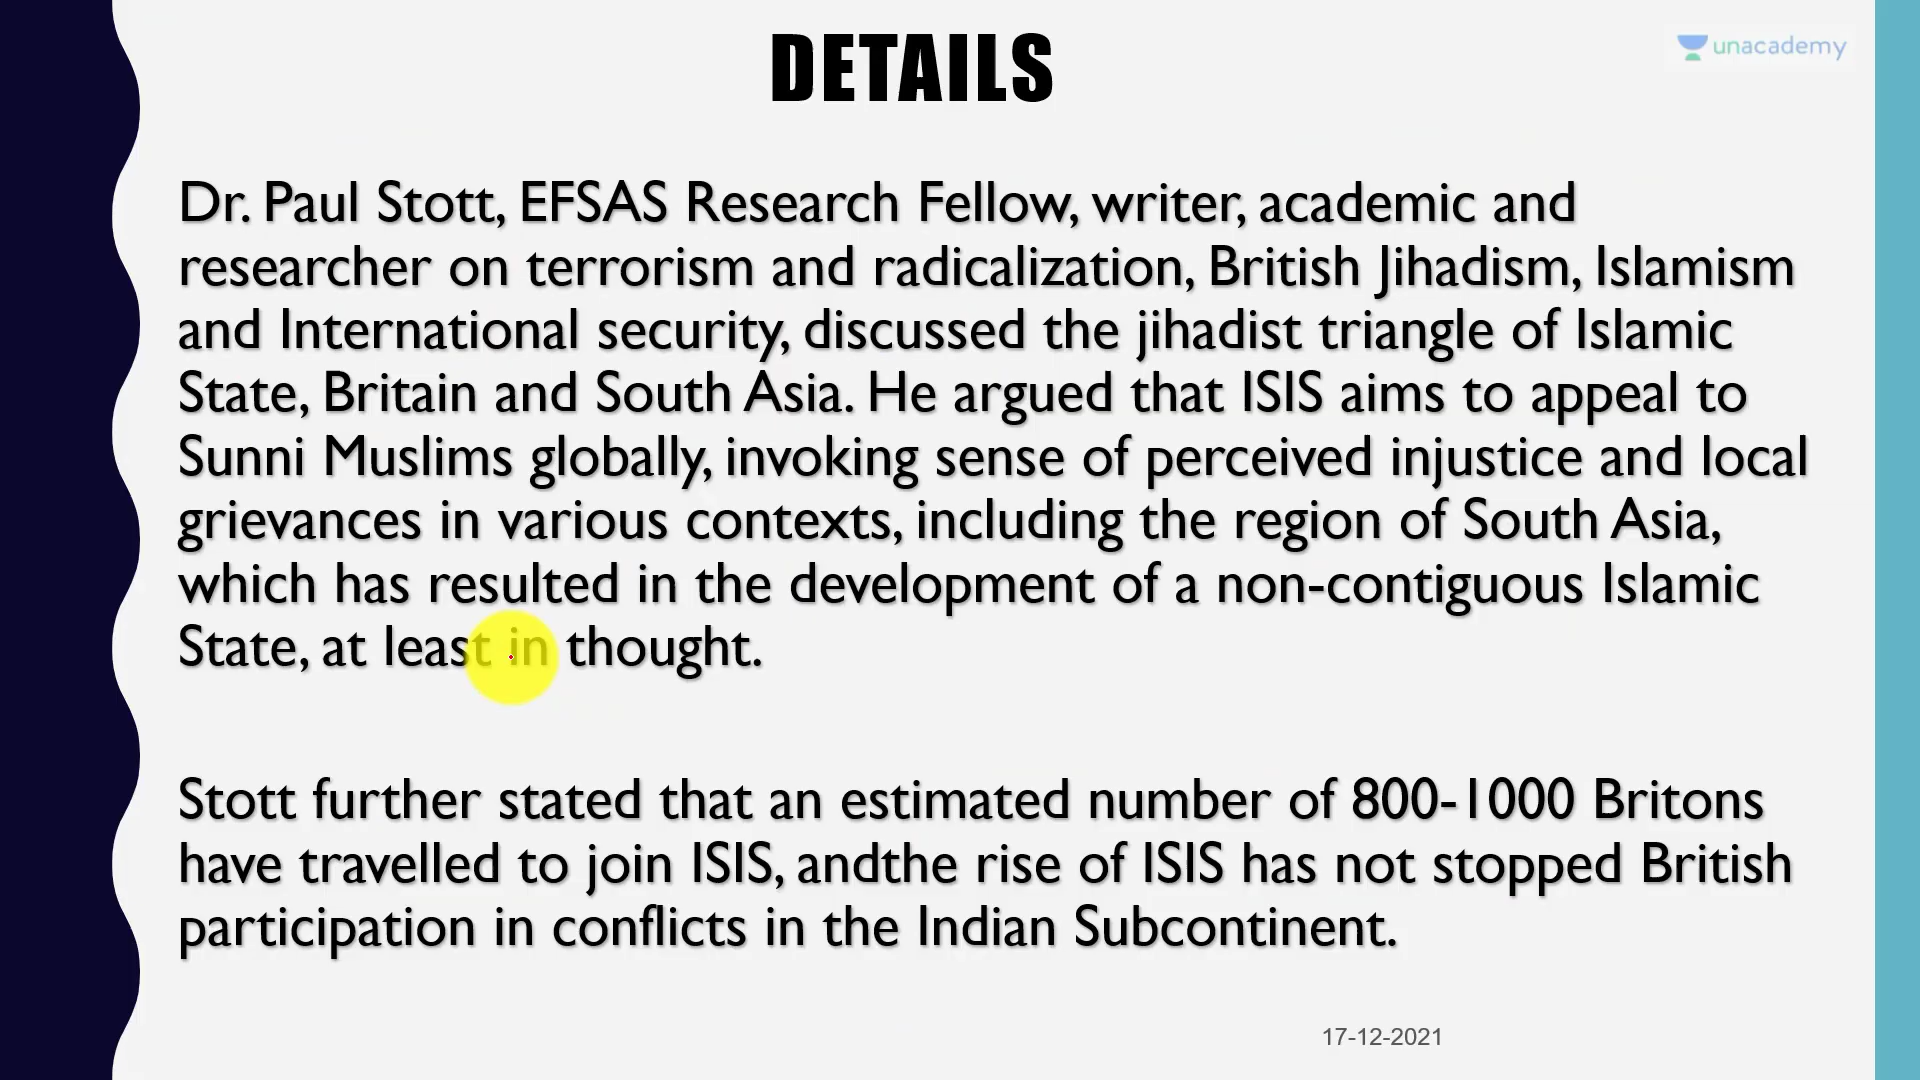 DETAILS
unacademy
Dr. Paul Stott, EFSAS Research Fellow, writer, academic and
researcher on terrorism and radicalization, British Jihadism, Islamism
and International security, discussed the jihadist triangle of Islamic
State, Britain and South Asia. He argued that ISIS aims to appeal to
Sunni Muslims globally, invoking sense of perceived injustice and local
grievances in various contexts, including the region of South Asia,
which has resulted in the development of a non-contiguous Islamic
State, at least in thought.
Stott further stated that an estimated number of 800-1000 Britons
have travelled to join ISIS, andthe rise of ISIS has not stopped British
participation in conflicts in the Indian Subcontinent.
17-12-2021